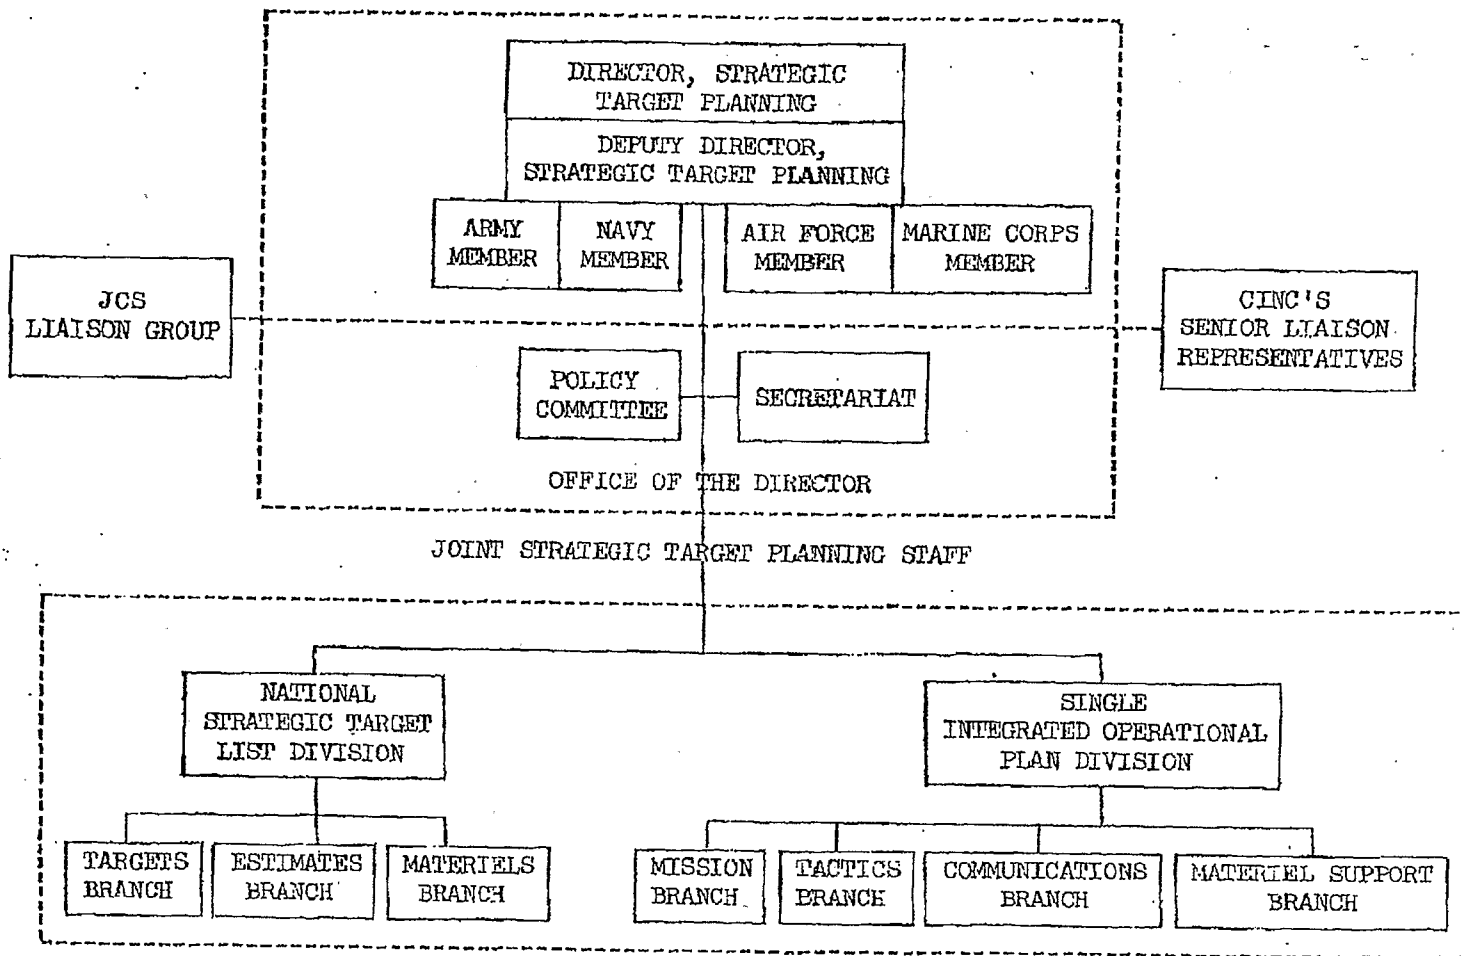 DIRECTOR, STRATEGIC
TARGET PLANNING
DEPUTY DIRECTOR,
STRATEGIC TARGET PLANNING
ARMY
MEMBER
NAVY
MEMBER
AIR FORCE
MEMBER
MARINE CORPS
MEMBER
JCS
LIAISON GROUP
CINC'S
SENIOR LIAISON
REPRESENTATIVES
POLICY
COMMITTEE
SECRETARIAT
OFFICE OF THE DIRECTOR
JOINT STRATEGIC TARGET PLANNING STAFF
NATIONAL
STRATEGIC TARGET
LIST DIVISION
SINGLE
INTEGRATED OPERATIONAL
PLAN DIVISION
TARGETS
BRANCH
ESTIMATES
BRANCH
MATERIELS
BRANCH
MISSION
BRANCH
TACTICS
BRANCH
COMMUNICATIONS
BRANCH
MATERIEL SUPPORT
BRANCH